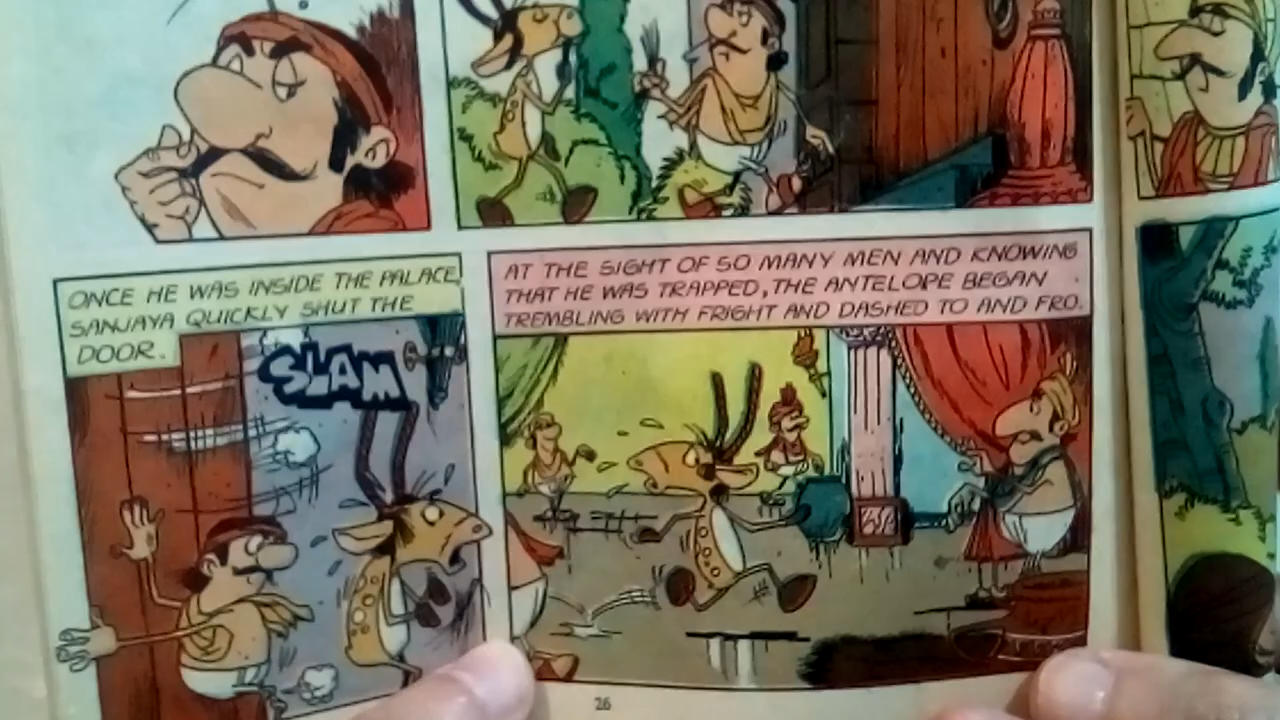 ONCE HE WAS INSIDE THE PALACE,
SANJAYA QUICKLY SHUT THE
DOOR.
SLAM
AT THE SIGHT OF SO MANY MEN AND KNOWING
THAT HE WAS TRAPPED, THE ANTELOPE BEGAN
TREMBLING WITH FRIGHT AND DASHED TO AND FRO.
26